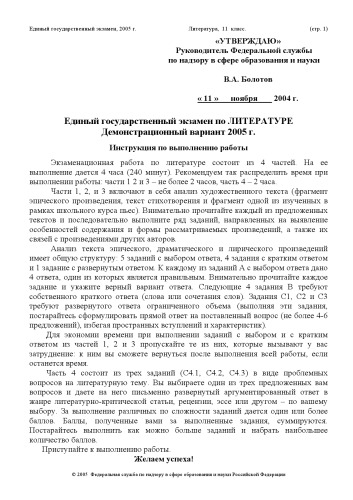 Единый государственный экзамен, 2005 г. Литература, 11 класс. (стр. 1)
«УТВЕРЖДАЮ»
Руководитель Федеральной службы
по надзору в сфере образования и науки
В.А. Болотов
« 11 » ноября 2004 г.
Единый государственный экзамен по ЛИТЕРАТУРЕ
Демонстрационный вариант 2005 г.
Инструкция по выполнению работы
Экзаменационная работа по литературе состоит из 4 частей. На ее
выполнение дается 4 часа (240 минут). Рекомендуем так распределить время при
выполнении работы: части 1 2 и 3 – не более 2 часов, часть 4 – 2 часа.
Части 1, 2, и 3 включают в себя анализ художественного текста (фрагмент
эпического произведения, текст стихотворения и фрагмент одной из изученных в
рамках школьного курса пьес). Внимательно прочитайте каждый из предложенных
текстов и последовательно выполните ряд заданий, направленных на выявление
особенностей содержания и формы рассматриваемых произведений, а также их
связей с произведениями других авторов.
Анализ текста эпического, драматического и лирического произведений
имеет общую структуру: 5 заданий с выбором ответа, 4 задания с кратким ответом
и 1 задание с развернутым ответом. К каждому из заданий А с выбором ответа дано
4 ответа, один из которых является правильным. Внимательно прочитайте каждое
задание и укажите верный вариант ответа. Следующие 4 задания В требуют
собственного краткого ответа (слова или сочетания слов). Задания С1, С2 и С3
требуют развернутого ответа ограниченного объема (выполняя эти задания,
постарайтесь сформулировать прямой ответ на поставленный вопрос (не более 4-6
предложений), избегая пространных вступлений и характеристик).
Для экономии времени при выполнении заданий с выбором и с кратким
ответом из частей 1, 2 и 3 пропускайте те из них, которые вызывают у вас
затруднение: к ним вы сможете вернуться после выполнения всей работы, если
останется время.
Часть 4 состоит из трех заданий (С4.1, С4.2, С4.3) в виде проблемных
вопросов на литературную тему. Вы выбираете один из трех предложенных вам
вопросов и даете на него письменно развернутый аргументированный ответ в
жанре литературно-критической статьи, рецензии, эссе или другом – по вашему
выбору. За выполнение различных по сложности заданий дается один или более
баллов. Баллы, полученные вами за выполненные задания, суммируются.
Постарайтесь выполнить как можно больше заданий и набрать наибольшее
количество баллов.
Приступайте к выполнению работы.
Желаем успеха!
© 2005 Федеральная служба по надзору в сфере образования и науки Российской Федерации